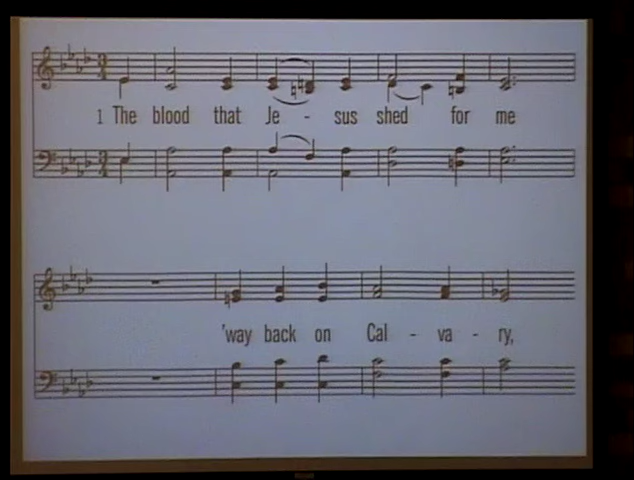 1 The blood that Je - sus shed for me
'way back on Cal - va - ry,